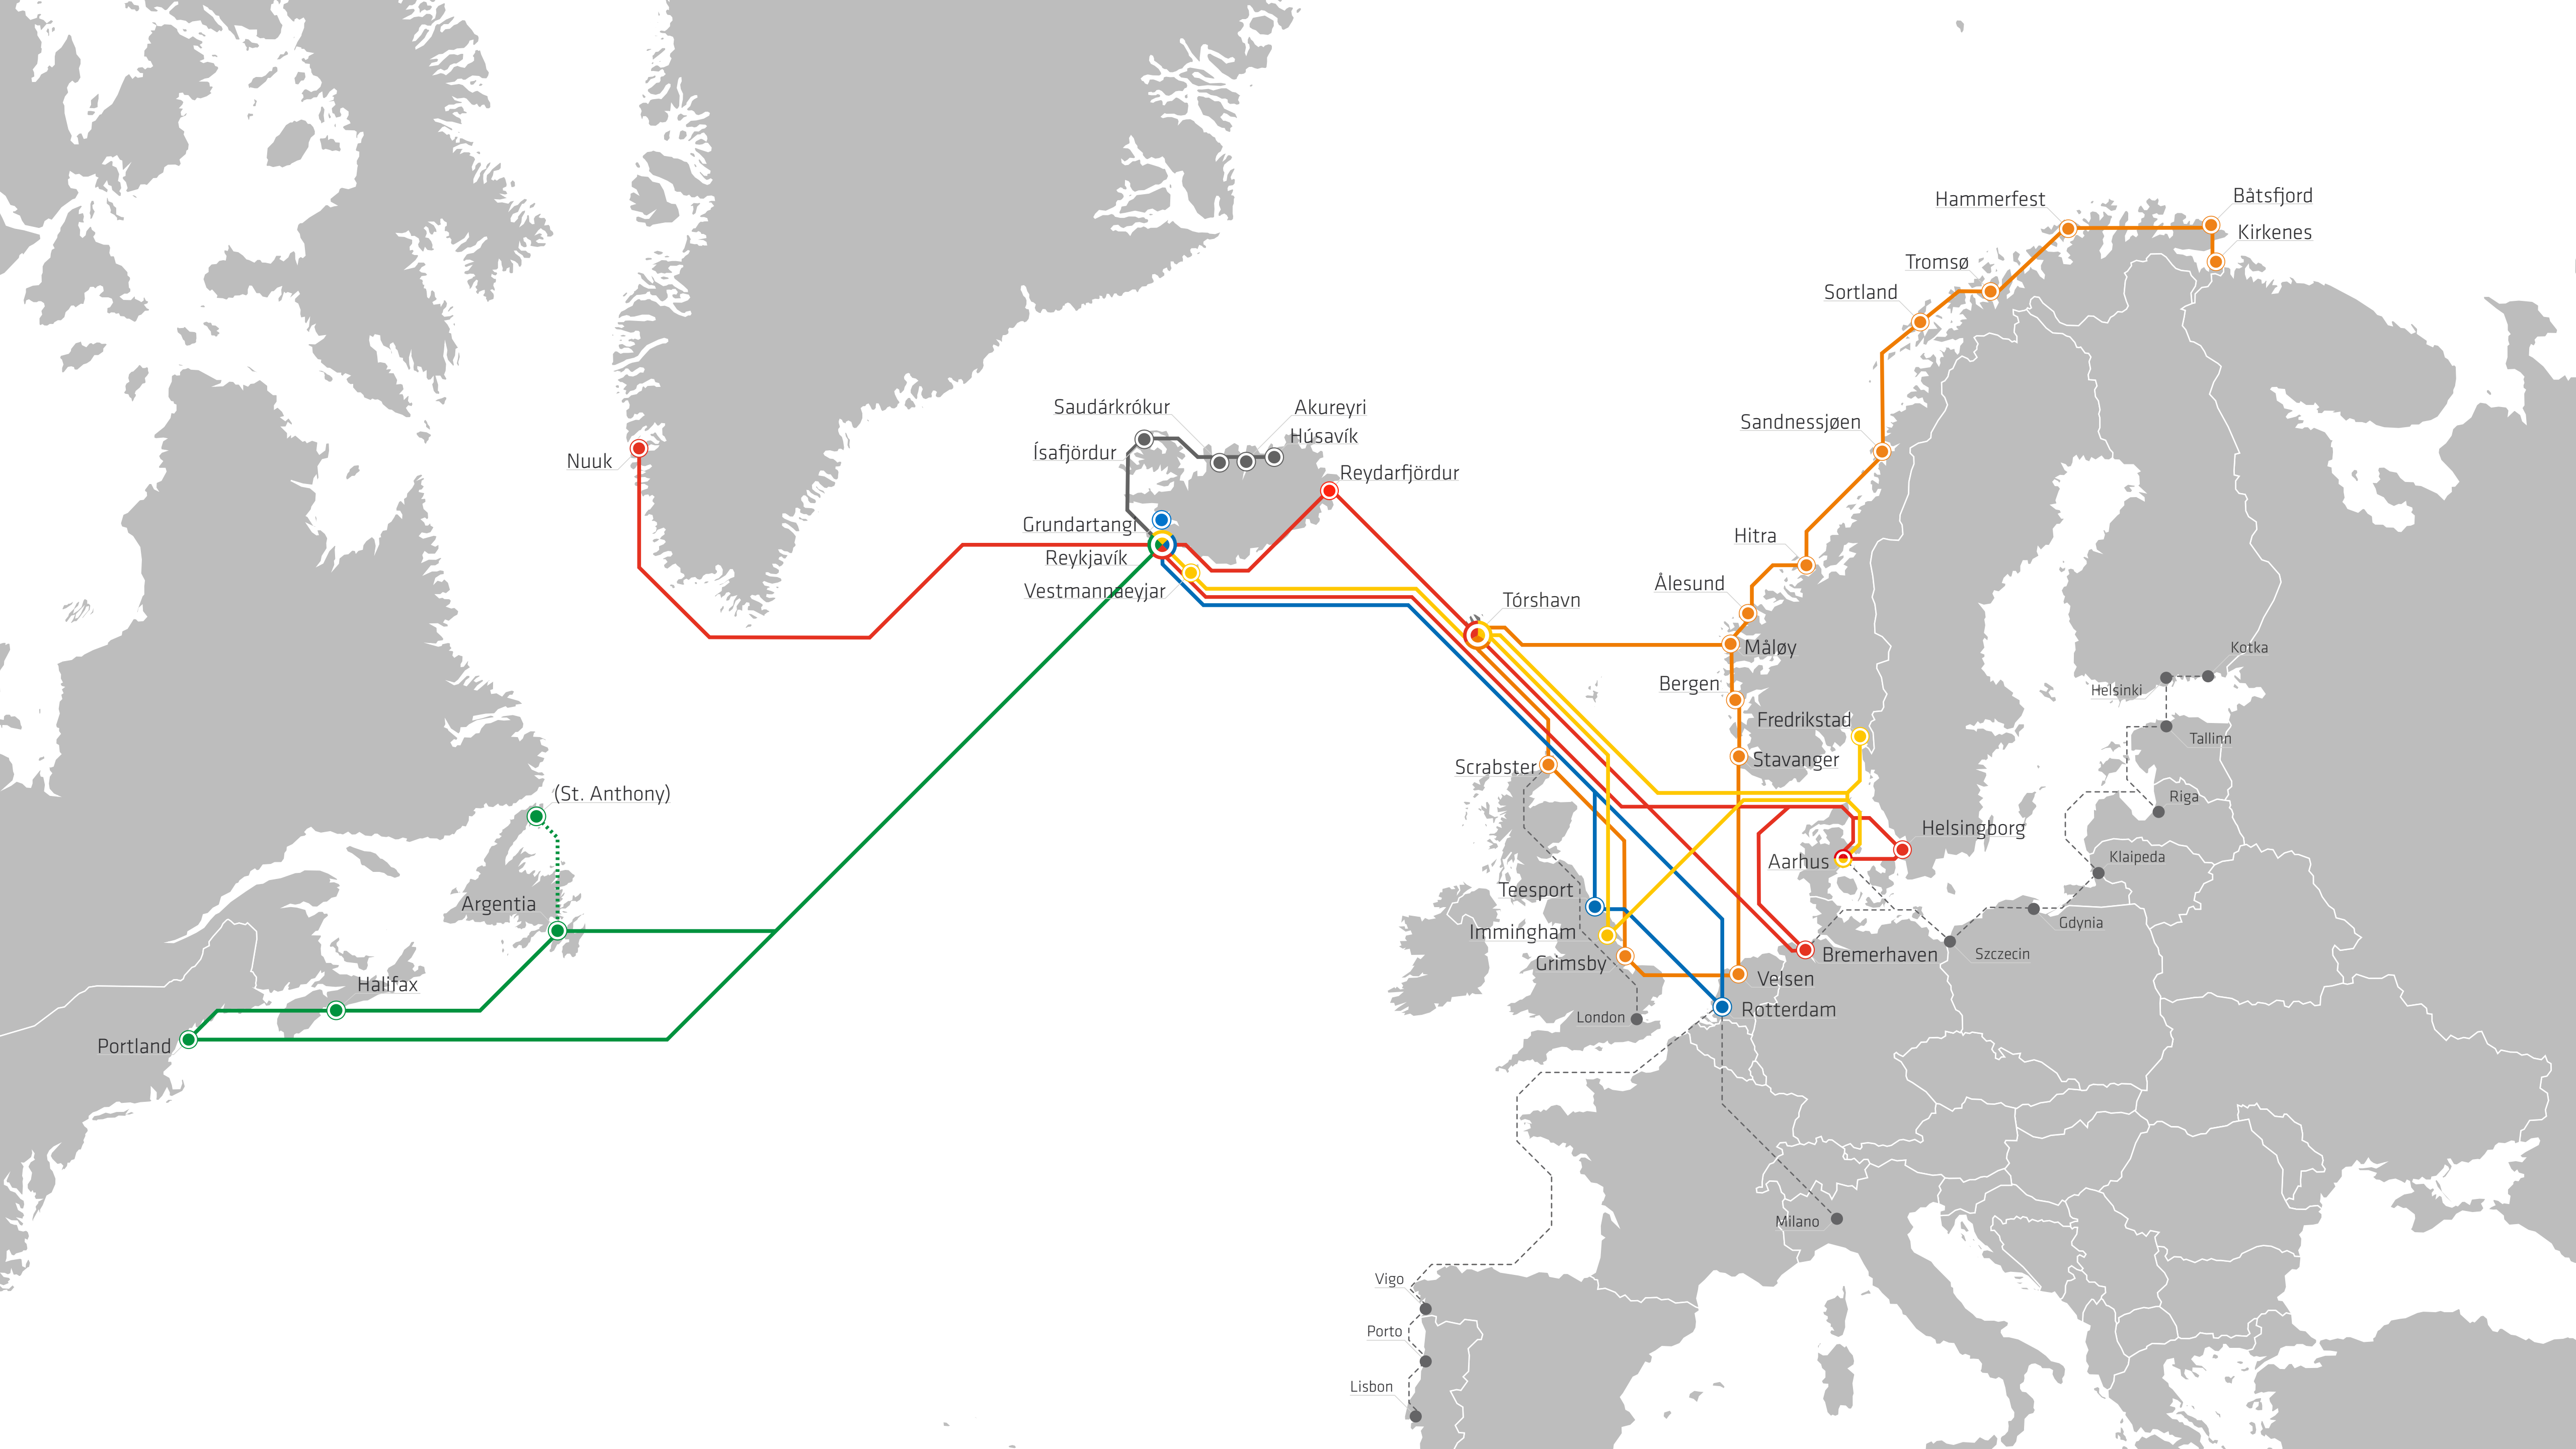 Båtsfjord
Hammerfest
Kirkenes
Tromsø
Sortland
Saudárkrókur
Akureyri
Sandnessjøen
Húsavík
Ísafjördur
Nuuk
Reydarfjördur
Grundartangi
Hitra
Reykjavík
Ålesund
Vestmannaeyjar
Tórshavn
Måløy
Kotka
Bergen
Helsinki
Fredrikstad
Tallinn
Stavanger
Scrabster
(St. Anthony)
Riga
Helsingborg
Klaipeda
Aarhus
Teesport
Argentia
Gdynia
Immingham
Szczecin
Bremerhaven
Grimsby
Velsen
Halifax
Rotterdam
London
Portland
Milano
Vigo
Porto
Lisbon